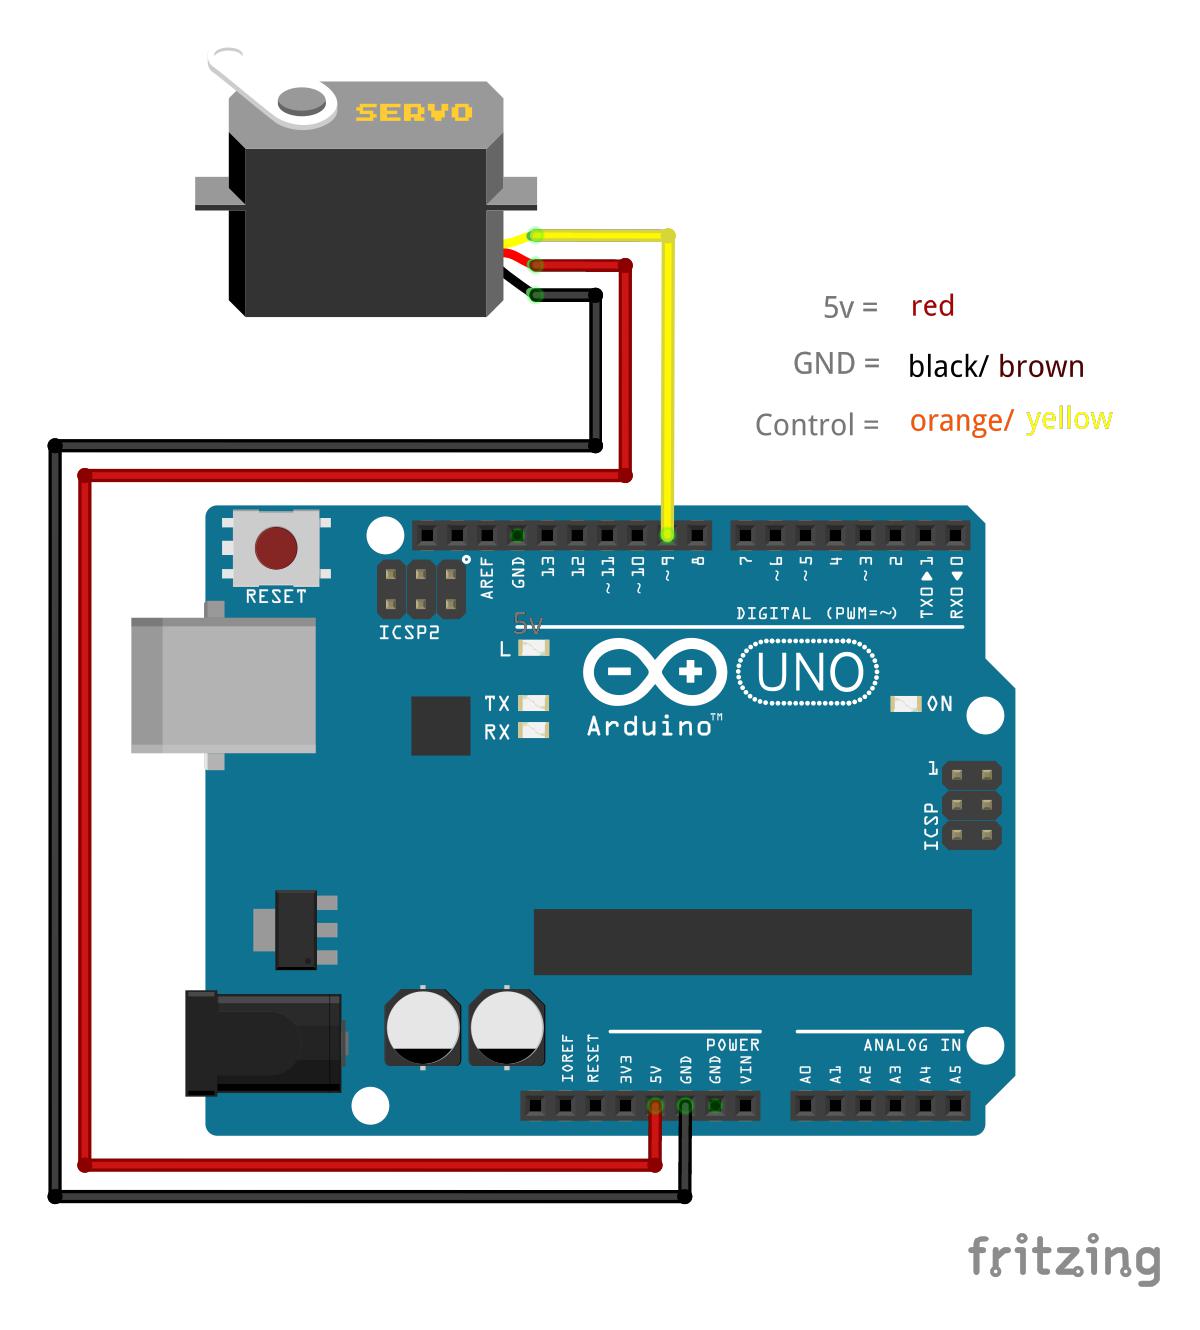 SERVO
5v = red
GND = black/ brown
Control = orange/ yellow
RESET
ICSP2
AREF
GND
13
12
~11
~10
~9
8
7
~6
~5
4
~3
2
TX0▶1
RX0◀0
DIGITAL (PWM=~)
5v
L
TX
RX
Arduino™
UNO
ON
1
ICSP
IOREF
RESET
3V3
5V
GND
GND
VIN
POWER
ANALOG IN
A0
A1
A2
A3
A4
A5
fritzing